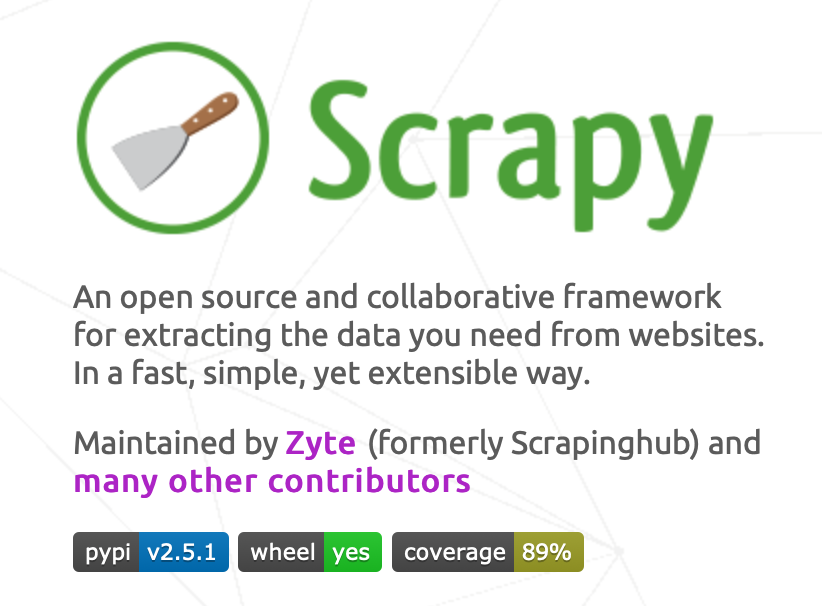 Scrapy
An open source and collaborative framework
for extracting the data you need from websites.
In a fast, simple, yet extensible way.
Maintained by Zyte (formerly Scrapinghub) and
many other contributors
pypi v2.5.1 wheel yes coverage 89%